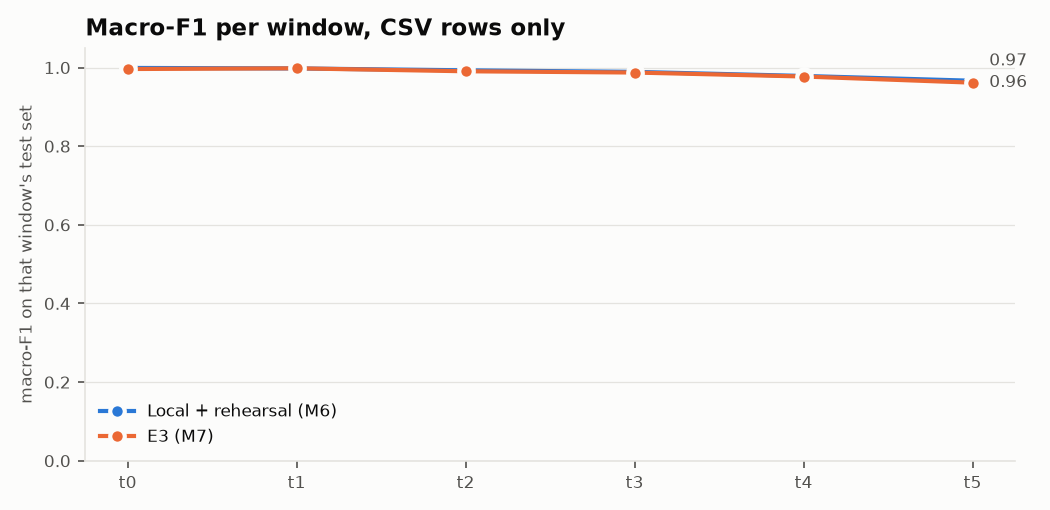 Macro-F1 per window, CSV rows only
macro-F1 on that window's test set
1.0
0.8
0.6
0.4
0.2
0.0
0.97
0.96
Local + rehearsal (M6)
E3 (M7)
t0
t1
t2
t3
t4
t5